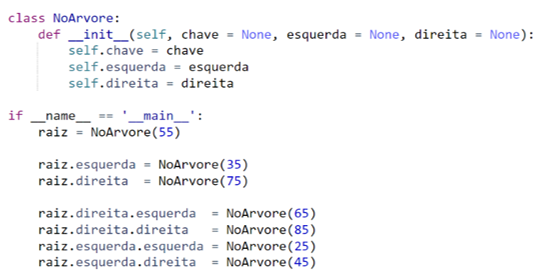 class NoArvore:
    def __init__(self, chave = None, esquerda = None, direita = None):
        self.chave = chave
        self.esquerda = esquerda
        self.direita = direita

if __name__ == '__main__':
    raiz = NoArvore(55)

    raiz.esquerda = NoArvore(35)
    raiz.direita  = NoArvore(75)

    raiz.direita.esquerda  = NoArvore(65)
    raiz.direita.direita   = NoArvore(85)
    raiz.esquerda.esquerda = NoArvore(25)
    raiz.esquerda.direita  = NoArvore(45)